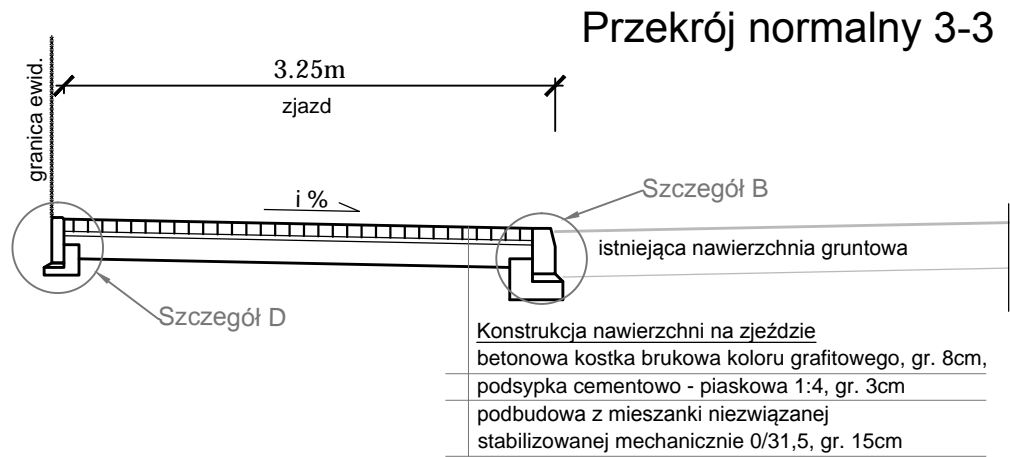 Przekrój normalny 3-3
granica ewid.
3.25m
zjazd
i %
Szczegół B
istniejąca nawierzchnia gruntowa
Szczegół D
Konstrukcja nawierzchni na zjeździe
betonowa kostka brukowa koloru grafitowego, gr. 8cm,
podsypka cementowo - piaskowa 1:4, gr. 3cm
podbudowa z mieszanki niezwiązanej
stabilizowanej mechanicznie 0/31,5, gr. 15cm